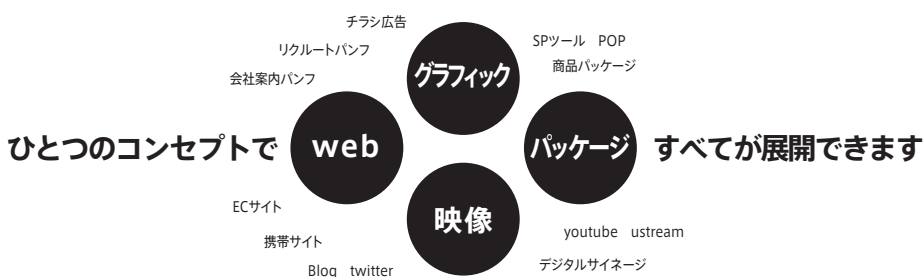 チラシ広告
リクルートパンフ
会社案内パンフ
グラフィック
SPツール POP
商品パッケージ
ひとつのコンセプトで
web
パッケージ
すべてが展開できます
ECサイト
携帯サイト
Blog twitter
映像
youtube ustream
デジタルサイネージ